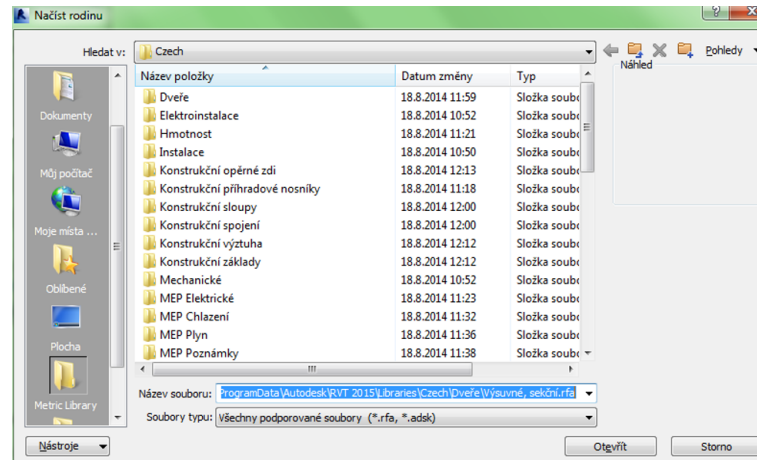 Načíst rodinu
Hledat v: Czech
Pohledy
Náhled
Název položky Datum změny Typ
Dveře 18.8.2014 11:59 Složka soubo
Elektroinstalace 18.8.2014 10:52 Složka soubo
Hmotnost 18.8.2014 11:21 Složka soubo
Instalace 18.8.2014 10:50 Složka soubo
Konstrukční opěrné zdi 18.8.2014 12:13 Složka soubo
Konstrukční příhradové nosníky 18.8.2014 11:18 Složka soubo
Konstrukční sloupy 18.8.2014 12:00 Složka soubo
Konstrukční spojení 18.8.2014 12:00 Složka soubo
Konstrukční výztuha 18.8.2014 12:12 Složka soubo
Konstrukční základy 18.8.2014 12:12 Složka soubo
Mechanické 18.8.2014 10:52 Složka soubo
MEP Elektrické 18.8.2014 11:23 Složka soubo
MEP Chlazení 18.8.2014 11:32 Složka soubo
MEP Plyn 18.8.2014 11:36 Složka soubo
MEP Poznámky 18.8.2014 11:38 Složka soubo
Dokumenty
Můj počítač
Moje místa ...
Oblíbené
Plocha
Metric Library
Název souboru: ProgramData\Autodesk\RVT 2015\Libraries\Czech\Dveře\Výsuvné, sekční.rfa
Soubory typu: Všechny podporované soubory (*.rfa, *.adsk)
Nástroje Otevřít Storno